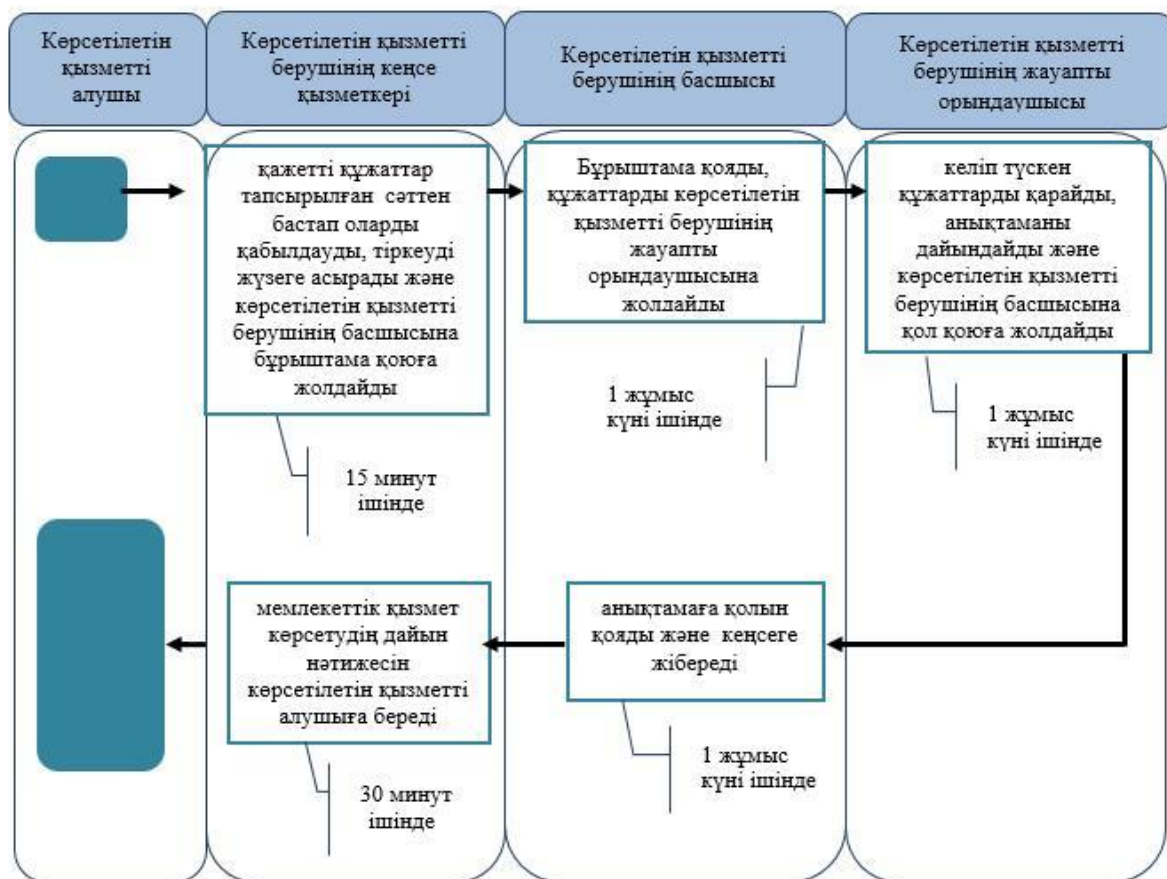 Көрсетілетін
қызметті
алушы
Көрсетілетін қызметті
берушінің кеңсе
қызметкері
Көрсетілетін қызметті
берушінің басшысы
Көрсетілетін қызметті
берушінің жауапты
орындаушысы
қажетті құжаттар
тапсырылған сәттен
бастап оларды
қабылдауды, тіркеуді
жүзеге асырады және
көрсетілетін қызметті
берушінің басшысына
бұрыштама қоюға
жолдайды
15 минут
ішінде
Бұрыштама қояды,
құжаттарды көрсетілетін
қызметті берушінің
жауапты
орындаушысына
жолдайды
1 жұмыс
күні ішінде
келіп түскен
құжаттарды қарайды,
анықтаманы
дайындайды және
көрсетілетін қызметті
берушінің басшысына
қол қоюға жолдайды
1 жұмыс
күні ішінде
анықтамаға қолын
қояды және кеңсеге
жібереді
1 жұмыс
күні ішінде
мемлекеттік қызмет
көрсетудің дайын
нәтижесін
көрсетілетін қызметті
алушыға береді
30 минут
ішінде